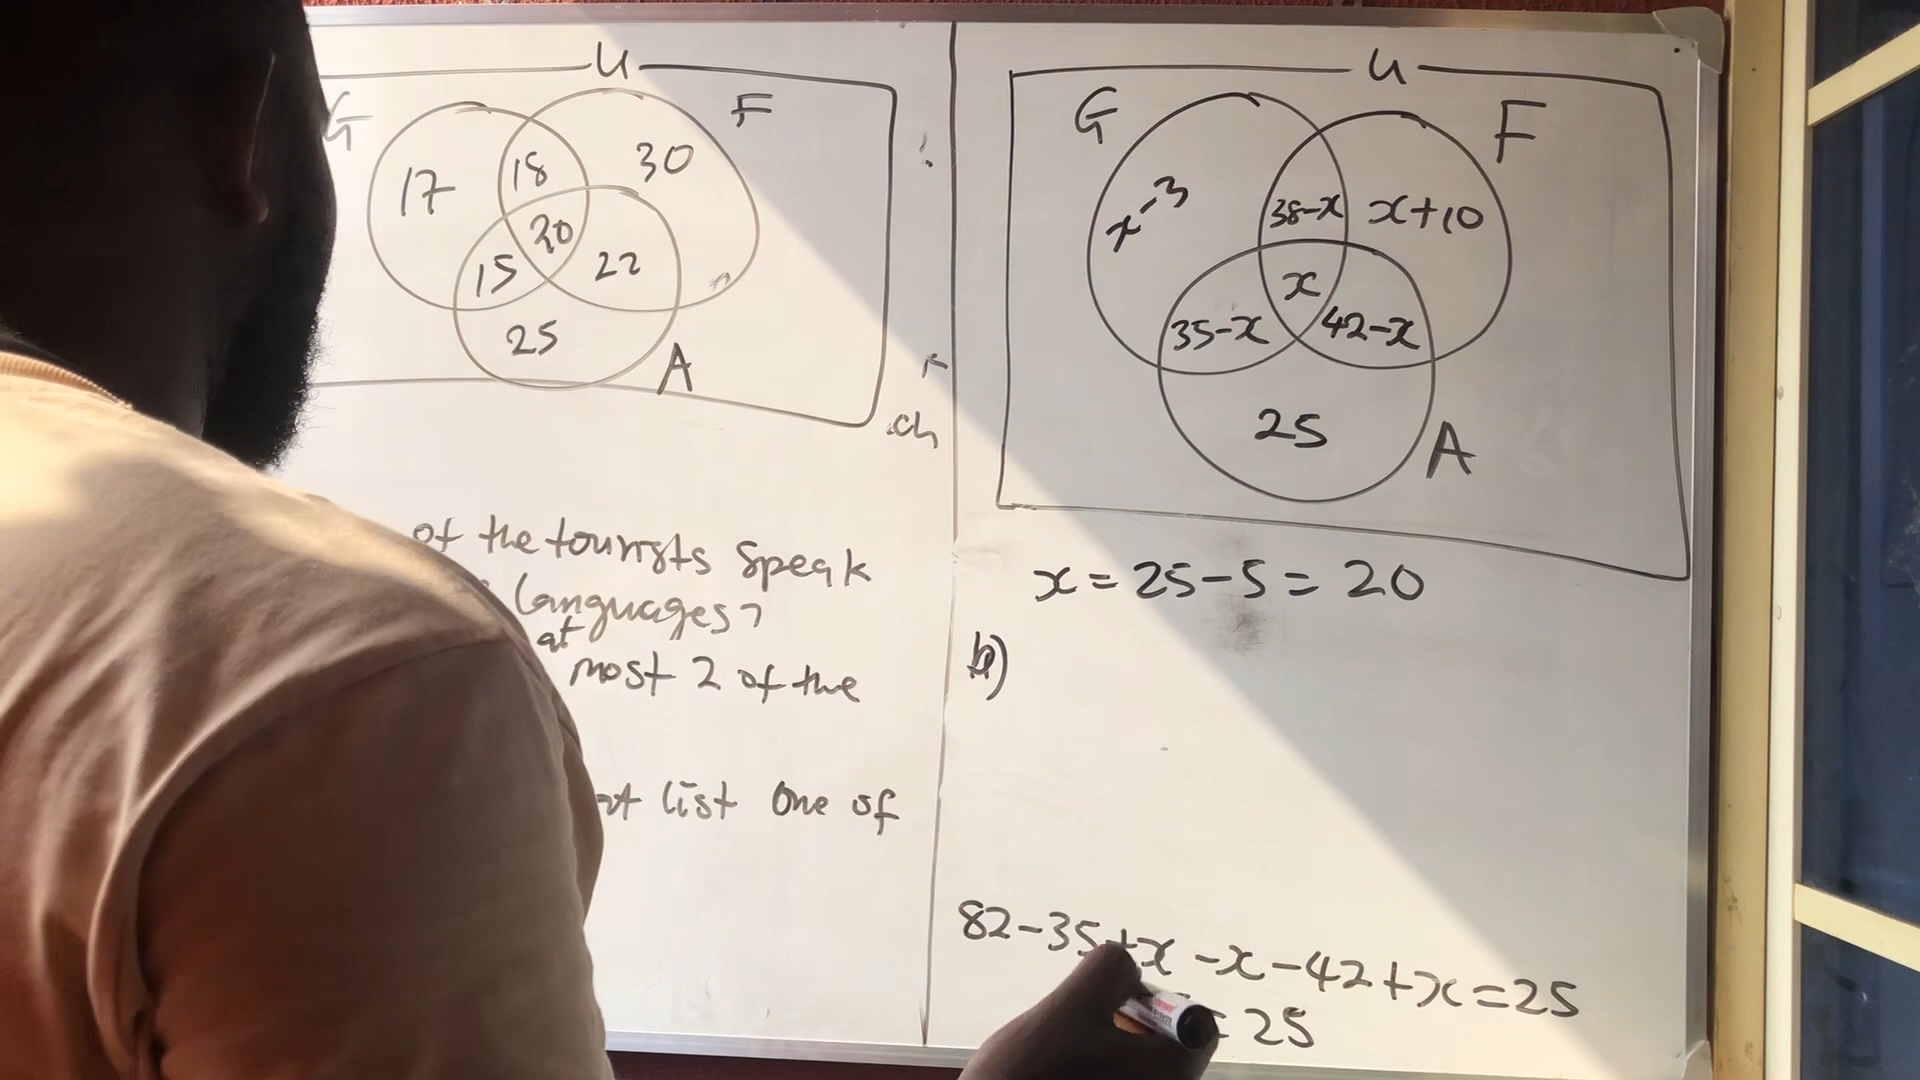 U
G
F
17
18
30
20
15
22
25
A
ch
of the tourists speak
languages?
at
most 2 of the
at list one of
U
G
F
x-3
38-x
x+10
x
35-x
42-x
25
A
x = 25-5 = 20
b)
82-35+x-x-42+x=25
= 25